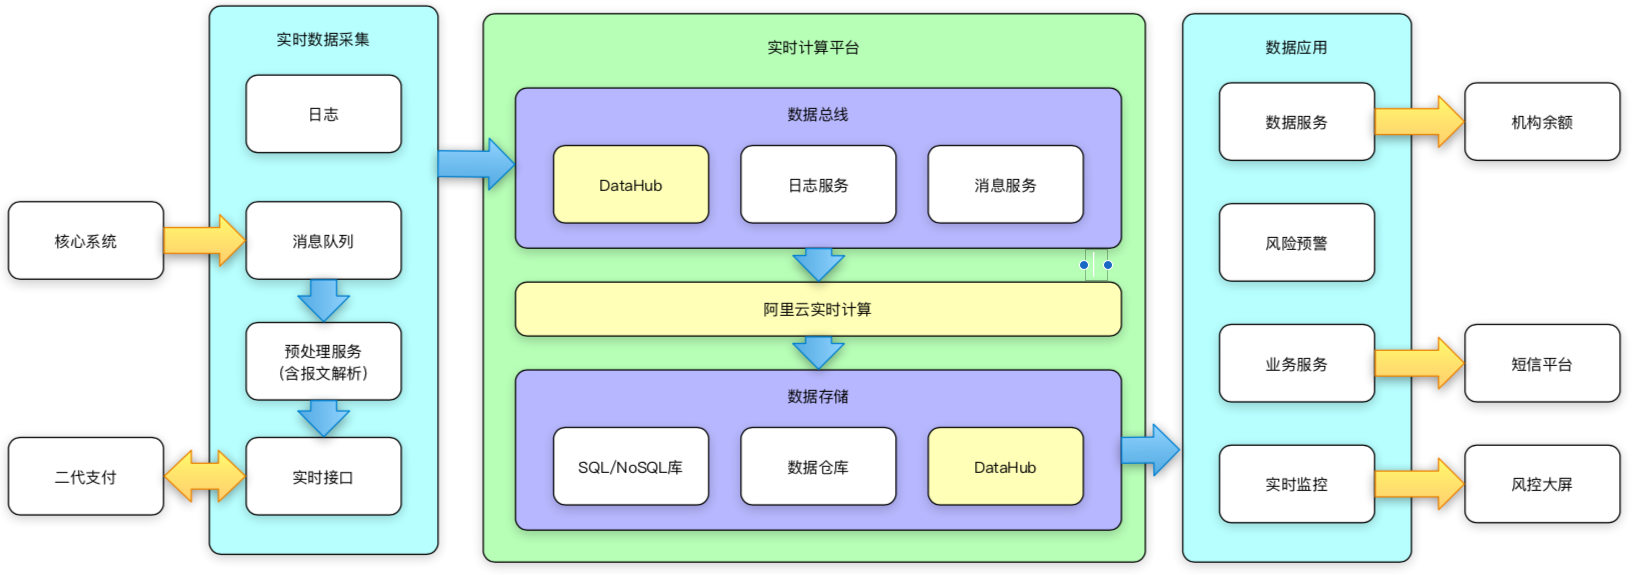 核心系统
二代支付
实时数据采集
日志
消息队列
预处理服务
(含报文解析)
实时接口
实时计算平台
数据总线
DataHub
日志服务
消息服务
阿里云实时计算
数据存储
SQL/NoSQL库
数据仓库
DataHub
数据应用
数据服务
风险预警
业务服务
实时监控
机构余额
短信平台
风控大屏